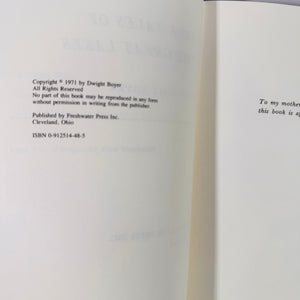 Copyright © 1971 by Dwight Boyer
All Rights Reserved
No part of this book may be reproduced in any form
without permission in writing from the publisher.
Published by Freshwater Press Inc.
Cleveland, Ohio
ISBN 0-912514-48-5
To my mothe
this book is a